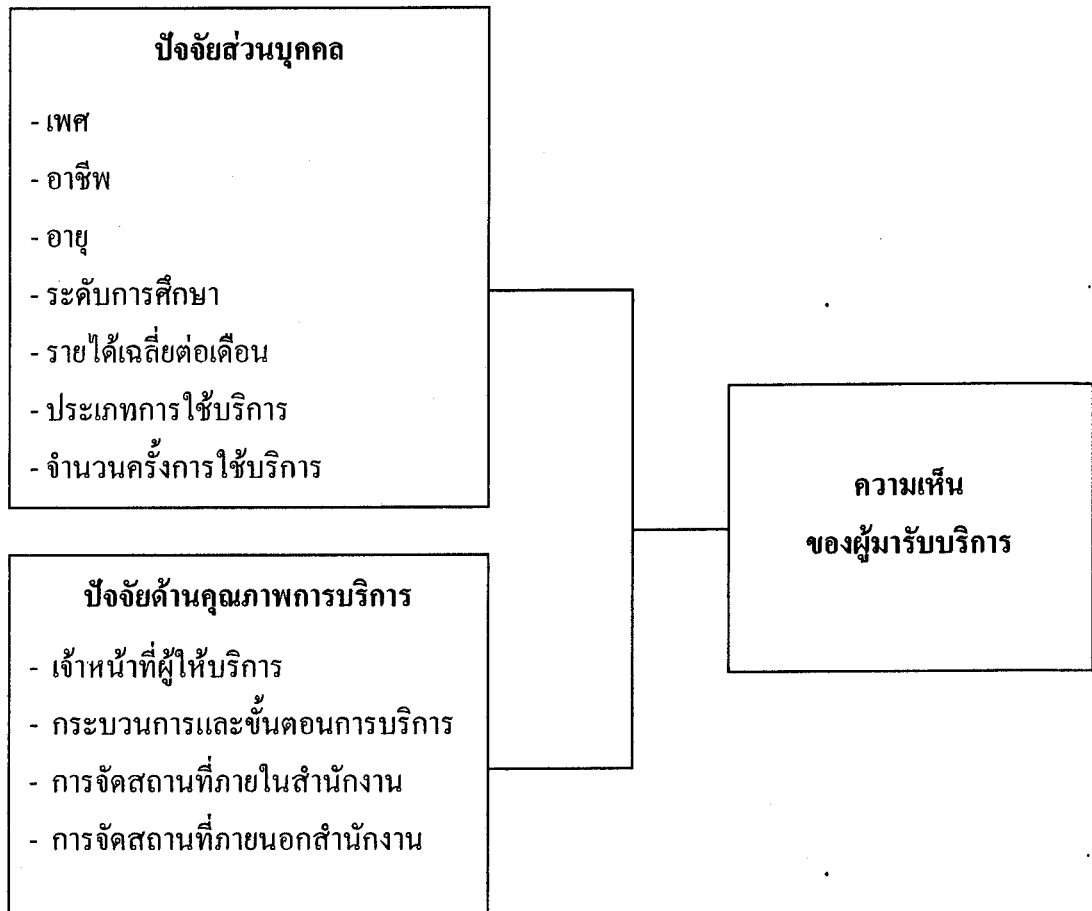 ปัจจัยส่วนบุคคล
- เพศ
- อาชีพ
- อายุ
- ระดับการศึกษา
- รายได้เฉลี่ยต่อเดือน
- ประเภทการใช้บริการ
- จำนวนครั้งการใช้บริการ
ปัจจัยด้านคุณภาพการบริการ
- เจ้าหน้าที่ผู้ให้บริการ
- กระบวนการและขั้นตอนการบริการ
- การจัดสถานที่ภายในสำนักงาน
- การจัดสถานที่ภายนอกสำนักงาน
ความเห็น
ของผู้มารับบริการ